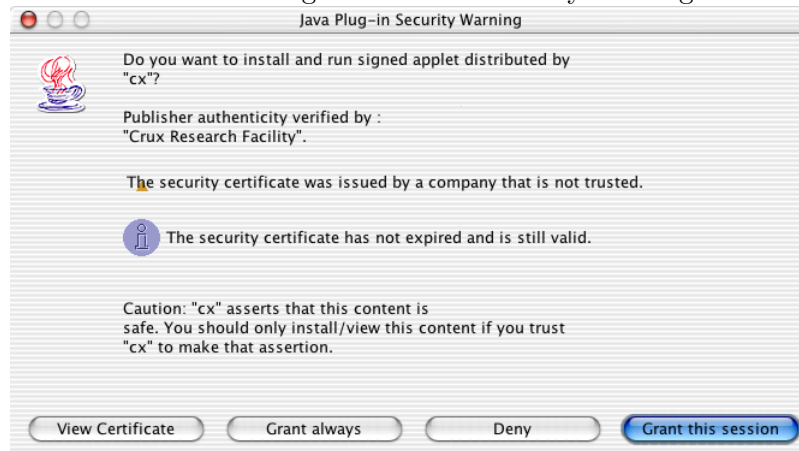 Java Plug-in Security Warning
Do you want to install and run signed applet distributed by
"cx"?
Publisher authenticity verified by :
"Crux Research Facility".
The security certificate was issued by a company that is not trusted.
The security certificate has not expired and is still valid.
Caution: "cx" asserts that this content is
safe. You should only install/view this content if you trust
"cx" to make that assertion.
View Certificate Grant always Deny Grant this session